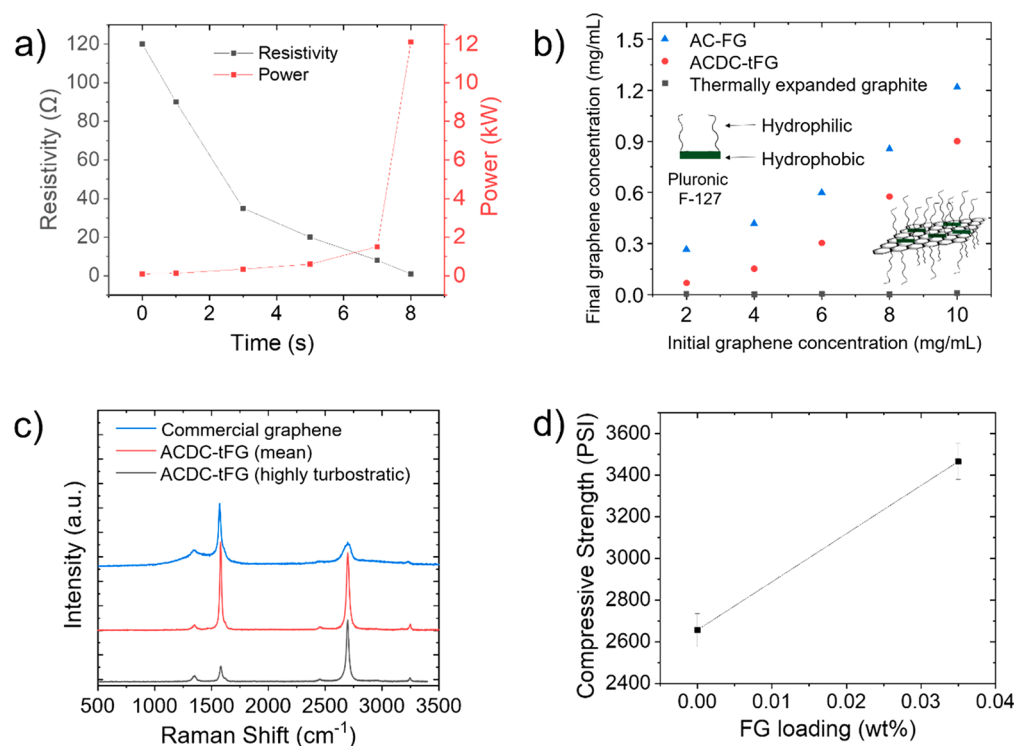 a)
Resistivity
Power
120
100
80
60
40
20
0
Resistivity (Ω)
12
10
8
6
4
2
0
Power (kW)
0 2 4 6 8
Time (s)
b)
AC-FG
ACDC-tFG
Thermally expanded graphite
Hydrophilic
Hydrophobic
Pluronic
F-127
1.5
1.2
0.9
0.6
0.3
0.0
Final graphene concentration (mg/mL)
2 4 6 8 10
Initial graphene concentration (mg/mL)
c)
Commercial graphene
ACDC-tFG (mean)
ACDC-tFG (highly turbostratic)
Intensity (a.u.)
500 1000 1500 2000 2500 3000 3500
Raman Shift (cm⁻¹)
d)
3600
3400
3200
3000
2800
2600
2400
Compressive Strength (PSI)
0.00 0.01 0.02 0.03 0.04
FG loading (wt%)